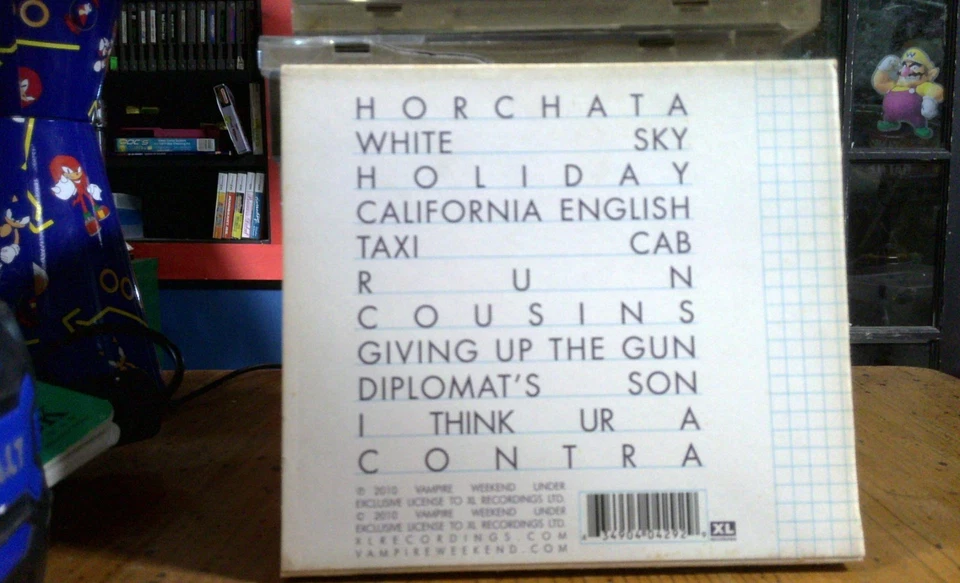 HORCHATA
WHITE SKY
HOLIDAY
CALIFORNIA ENGLISH
TAXI CAB
RUN
COUSINS
GIVING UP THE GUN
DIPLOMAT'S SON
I THINK UR A
CONTRA
℗ 2010 VAMPIRE WEEKEND UNDER
EXCLUSIVE LICENSE TO XL RECORDINGS LTD.
© 2010 VAMPIRE WEEKEND UNDER
EXCLUSIVE LICENSE TO XL RECORDINGS LTD.
XLRECORDINGS.COM
VAMPIREWEEKEND.COM
34904 04292
XL